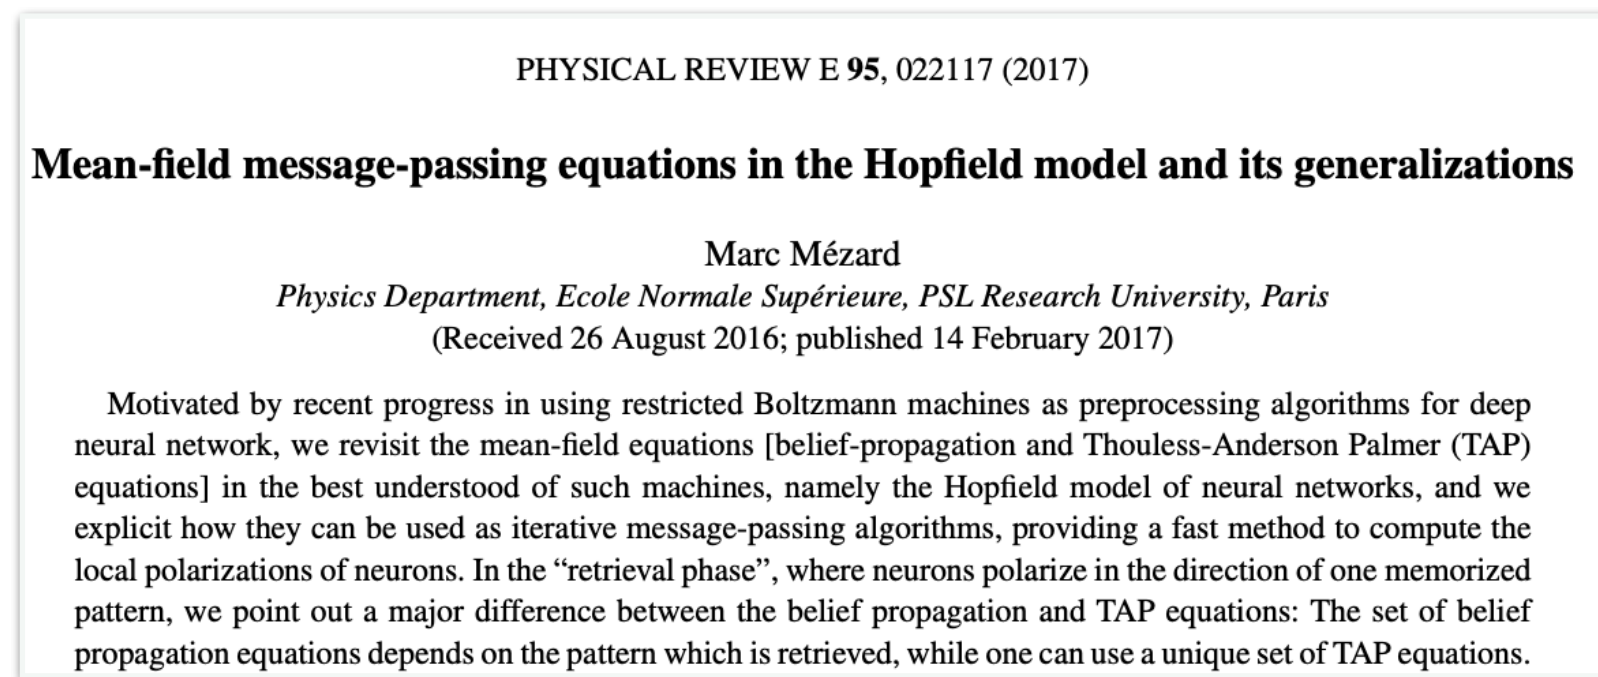 PHYSICAL REVIEW E 95, 022117 (2017)
Mean-field message-passing equations in the Hopfield model and its generalizations
Marc Mézard
Physics Department, Ecole Normale Supérieure, PSL Research University, Paris
(Received 26 August 2016; published 14 February 2017)
Motivated by recent progress in using restricted Boltzmann machines as preprocessing algorithms for deep
neural network, we revisit the mean-field equations [belief-propagation and Thouless-Anderson Palmer (TAP)
equations] in the best understood of such machines, namely the Hopfield model of neural networks, and we
explicit how they can be used as iterative message-passing algorithms, providing a fast method to compute the
local polarizations of neurons. In the “retrieval phase”, where neurons polarize in the direction of one memorized
pattern, we point out a major difference between the belief propagation and TAP equations: The set of belief
propagation equations depends on the pattern which is retrieved, while one can use a unique set of TAP equations.